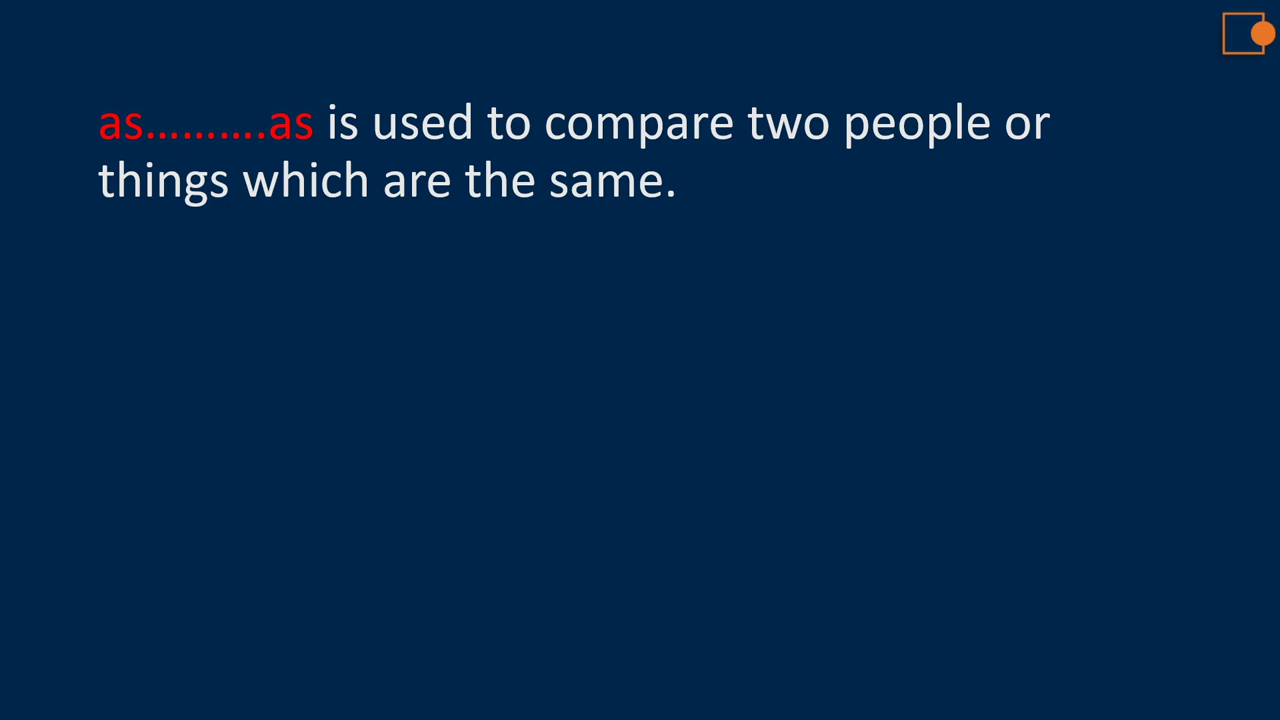 as……….as is used to compare two people or
things which are the same.